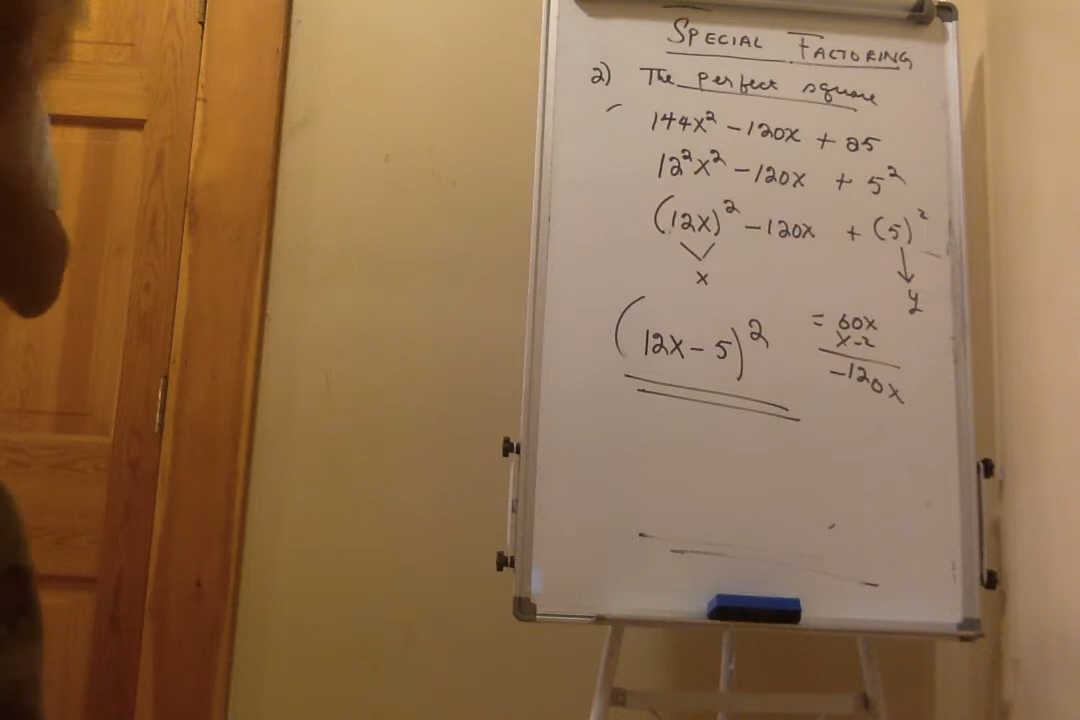 SPECIAL FACTORING
2) The perfect square
144x² - 120x + 25
12²x² - 120x + 5²
(12x)² - 120x + (5)²
x
y
(12x - 5)²
= 60x
x-2
-120x